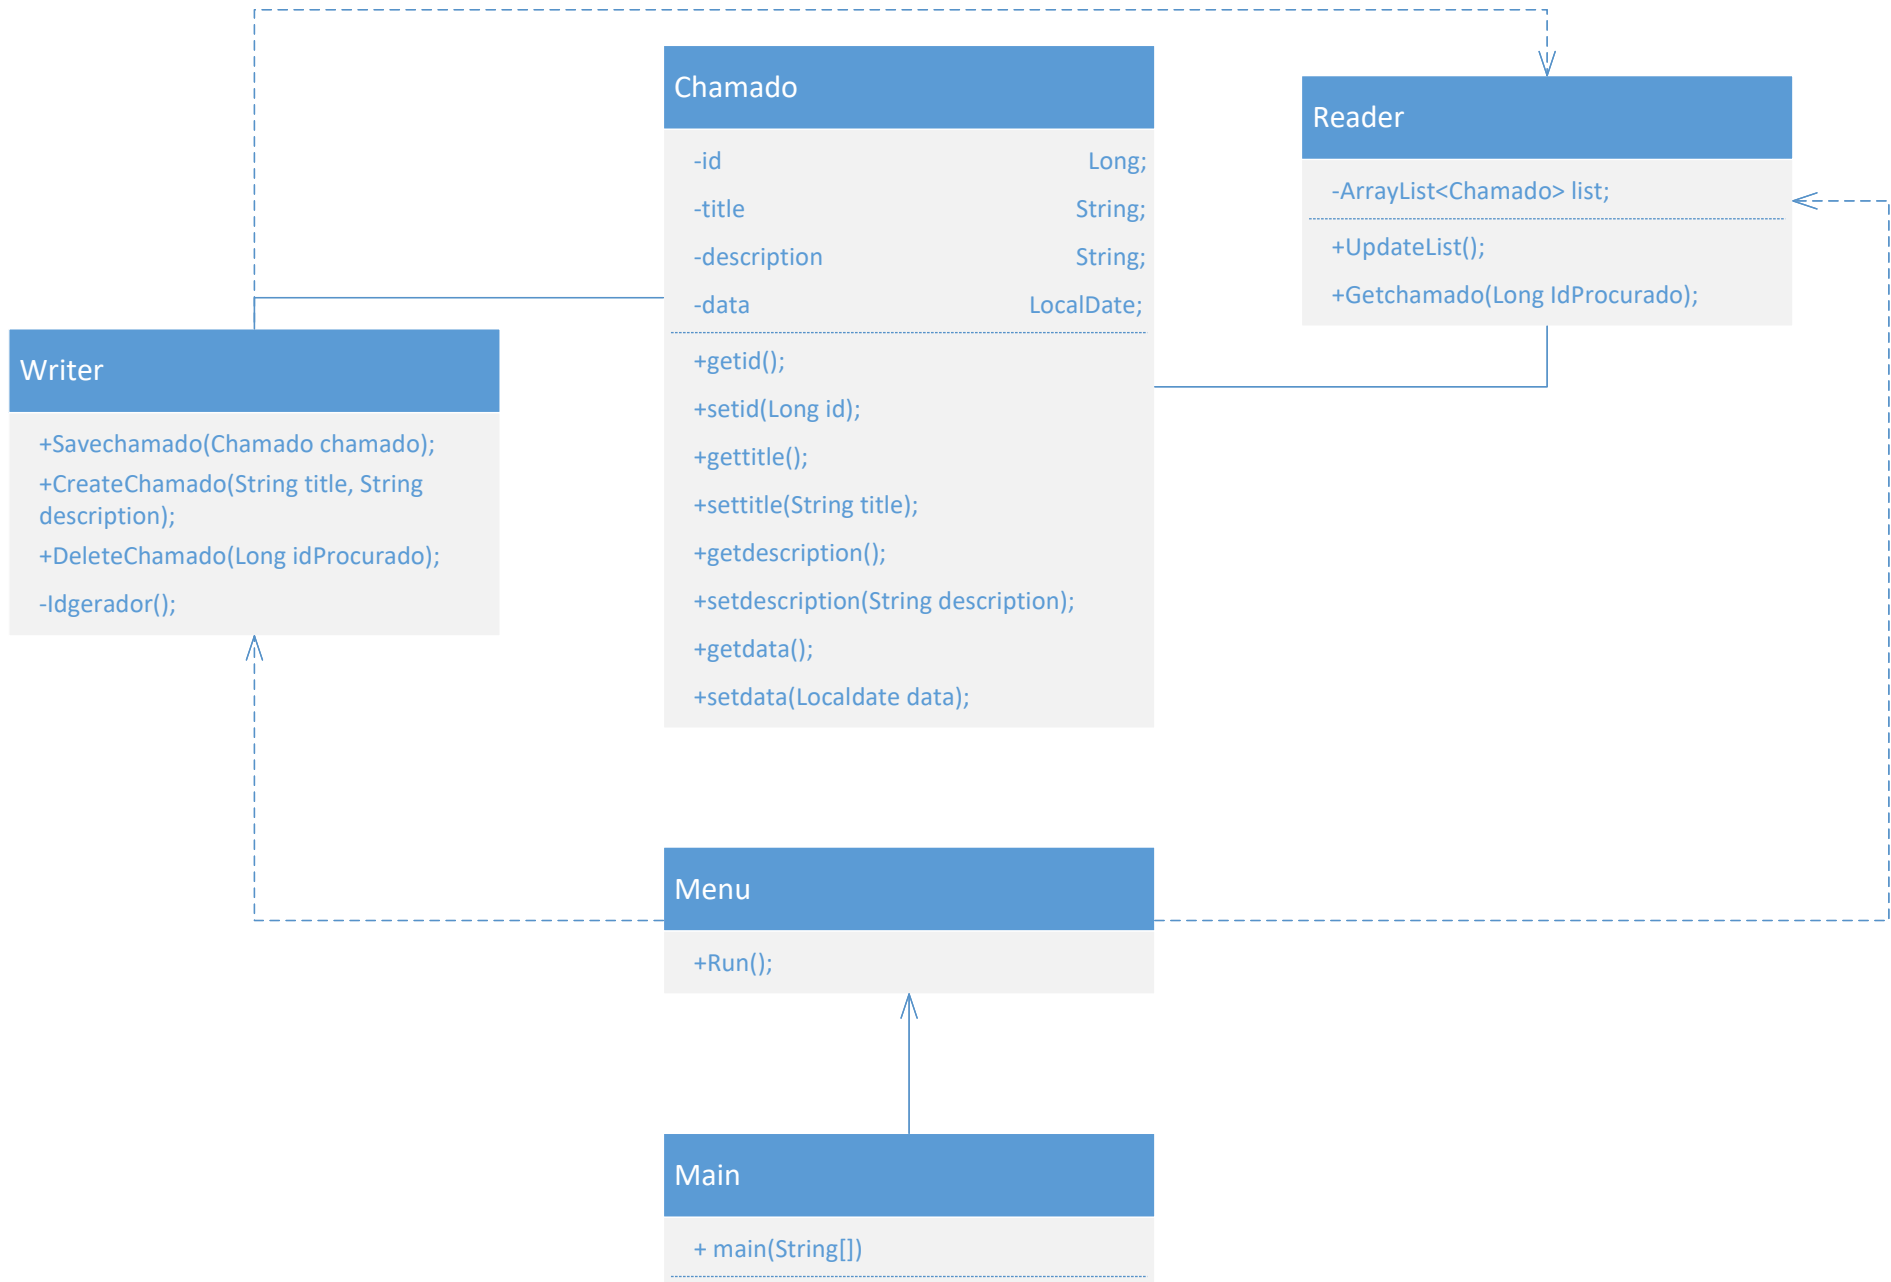 Chamado
-id Long;
-title String;
-description String;
-data LocalDate;
+getid();
+setid(Long id);
+gettitle();
+settitle(String title);
+getdescription();
+setdescription(String description);
+getdata();
+setdata(Localdate data);
Reader
-ArrayList<Chamado> list;
+UpdateList();
+Getchamado(Long IdProcurado);
Writer
+Savechamado(Chamado chamado);
+CreateChamado(String title, String
description);
+DeleteChamado(Long idProcurado);
-Idgerador();
Menu
+Run();
Main
+ main(String[])